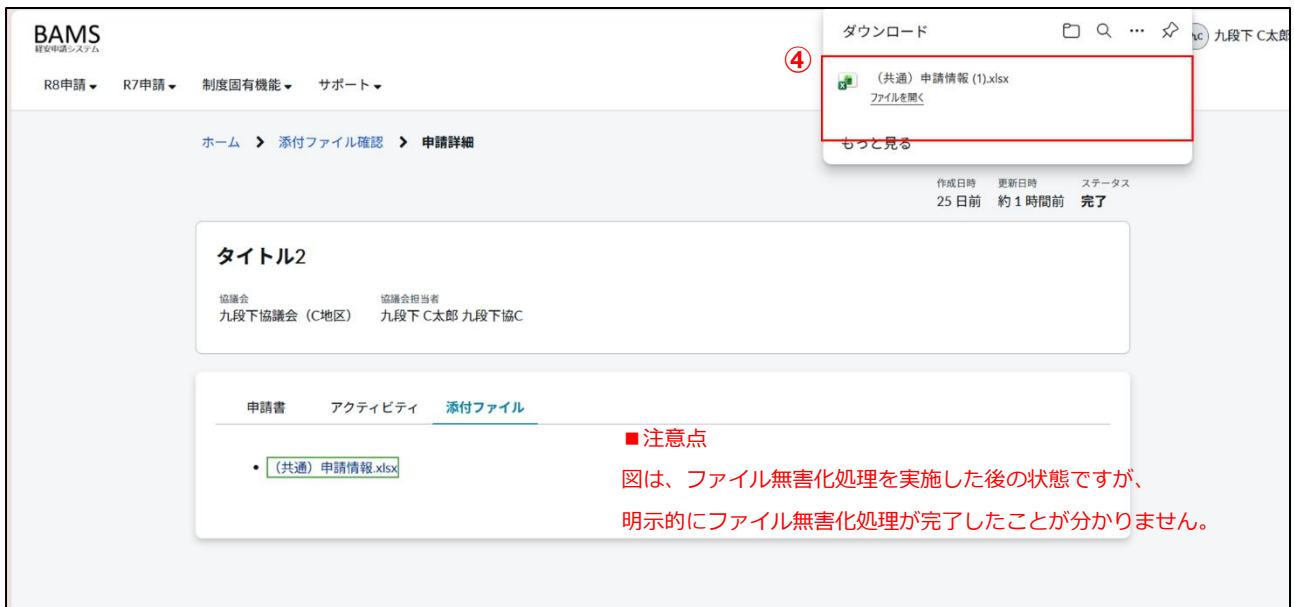 BAMS
経安申請システム
ダウンロード
九段下 C太郎
④
(共通)申請情報 (1).xlsx
ファイルを開く
もっと見る
R8申請
R7申請
制度固有機能
サポート
ホーム > 添付ファイル確認 > 申請詳細
作成日時 更新日時 ステータス
25 日前 約 1 時間前 完了
タイトル2
協議会 協議会担当者
九段下協議会(C地区) 九段下 C太郎 九段下協C
申請書 アクティビティ 添付ファイル
• (共通)申請情報.xlsx
■注意点
図は、ファイル無害化処理を実施した後の状態ですが、
明示的にファイル無害化処理が完了したことが分かりません。